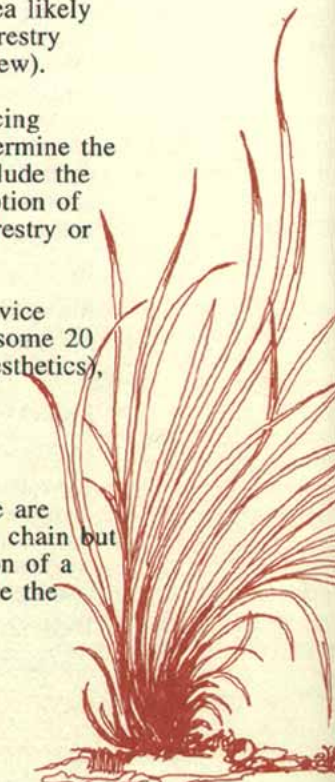 ea likely
restry
ew).
cing
ermine the
lude the
otion of
restry or
vice
some 20
esthetics),
e are
chain but
on of a
e the